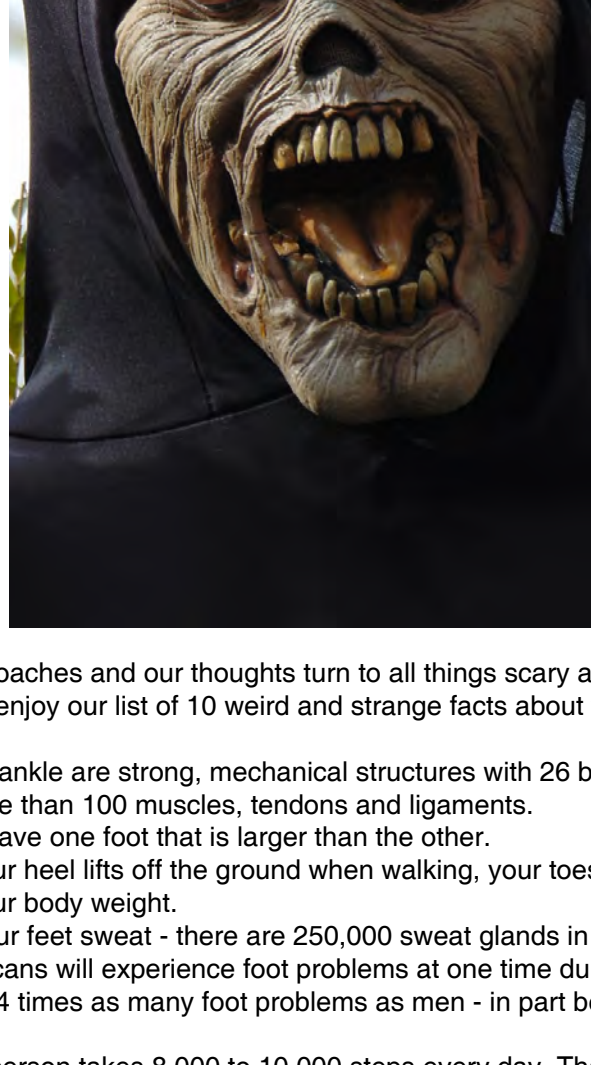 oaches and our thoughts turn to all things scary a
enjoy our list of 10 weird and strange facts about
ankle are strong, mechanical structures with 26 b
e than 100 muscles, tendons and ligaments.
ave one foot that is larger than the other.
ur heel lifts off the ground when walking, your toes
ur body weight.
ur feet sweat - there are 250,000 sweat glands in
cans will experience foot problems at one time du
4 times as many foot problems as men - in part be
person takes 8,000 to 10,000 steps every day. Th